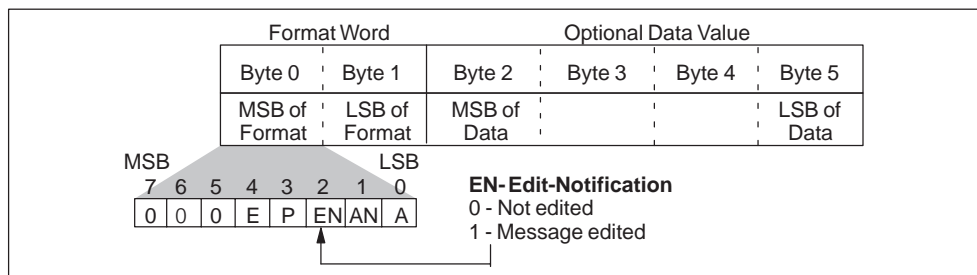 Format Word Optional Data Value
Byte 0 Byte 1 Byte 2 Byte 3 Byte 4 Byte 5
MSB of Format LSB of Format MSB of Data LSB of Data
MSB LSB
7 6 5 4 3 2 1 0
0 0 0 E P EN AN A
EN-Edit-Notification
0 - Not edited
1 - Message edited